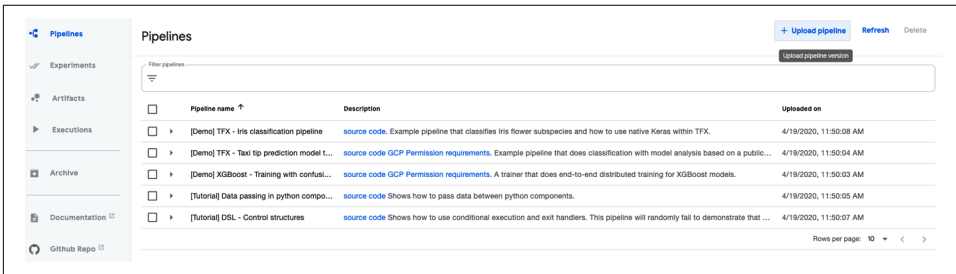 Pipelines
Experiments
Artifacts
Executions
Archive
Documentation
Github Repo
Pipelines
+ Upload pipeline Refresh Delete
Upload pipeline version
Filter pipelines
Pipeline name ↑ Description Uploaded on
[Demo] TFX - Iris classification pipeline source code. Example pipeline that classifies Iris flower subspecies and how to use native Keras within TFX. 4/19/2020, 11:50:08 AM
[Demo] TFX - Taxi tip prediction model t... source code GCP Permission requirements. Example pipeline that does classification with model analysis based on a public... 4/19/2020, 11:50:04 AM
[Demo] XGBoost - Training with confusi... source code GCP Permission requirements. A trainer that does end-to-end distributed training for XGBoost models. 4/19/2020, 11:50:03 AM
[Tutorial] Data passing in python compo... source code Shows how to pass data between python components. 4/19/2020, 11:50:05 AM
[Tutorial] DSL - Control structures source code Shows how to use conditional execution and exit handlers. This pipeline will randomly fail to demonstrate that ... 4/19/2020, 11:50:07 AM
Rows per page: 10